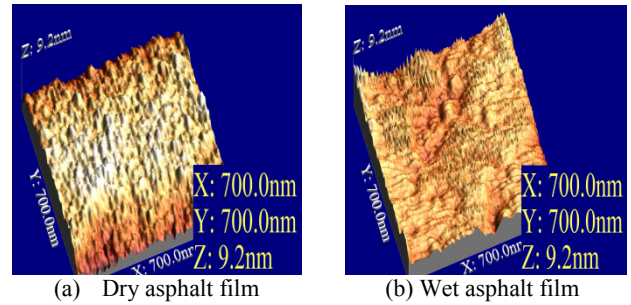 Z: 9.2nm
Y: 700.0nm
X: 700.0nm
X: 700.0nm
Y: 700.0nm
Z: 9.2nm
(a) Dry asphalt film
Z: 9.2nm
Y: 700.0nm
X: 700.0nm
X: 700.0nm
Y: 700.0nm
Z: 9.2nm
(b) Wet asphalt film